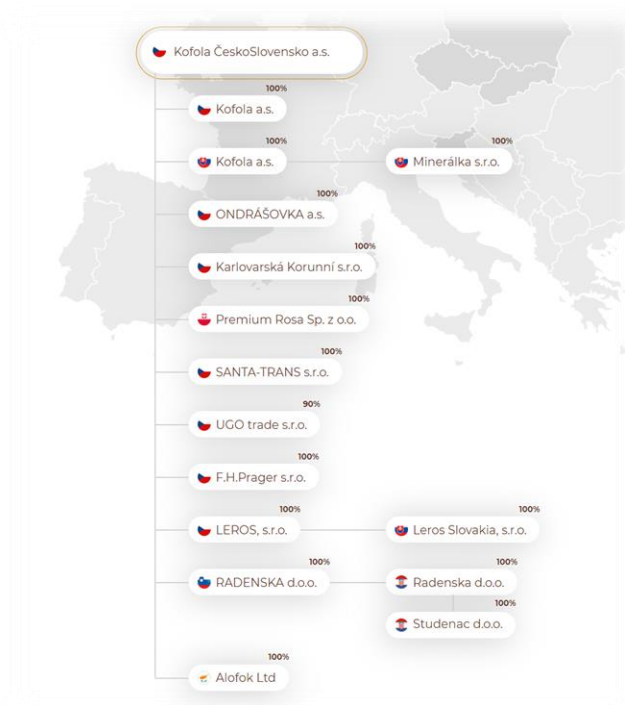 Kofola ČeskoSlovensko a.s.
100%
Kofola a.s.
100%
Kofola a.s.
100%
Minerálka s.r.o.
100%
ONDRÁŠOVKA a.s.
100%
Karlovarská Korunní s.r.o.
100%
Premium Rosa Sp. z o.o.
100%
SANTA-TRANS s.r.o.
90%
UGO trade s.r.o.
100%
F.H.Prager s.r.o.
100%
LEROS, s.r.o.
100%
Leros Slovakia, s.r.o.
100%
RADENSKA d.o.o.
100%
Radenska d.o.o.
100%
Studenac d.o.o.
100%
Alofok Ltd